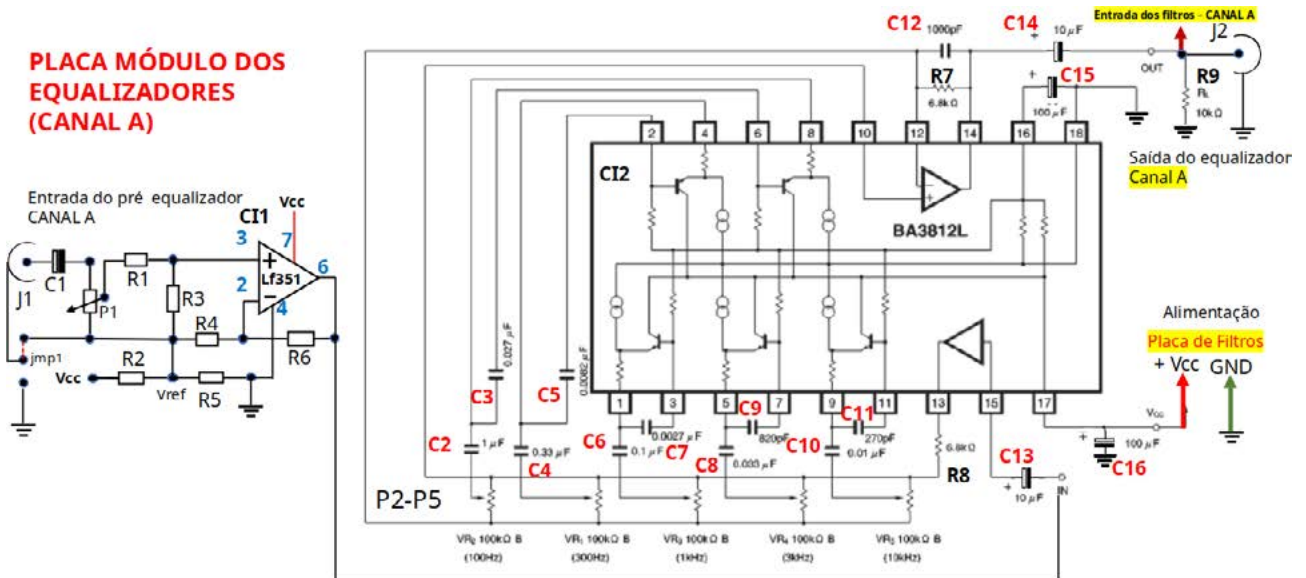 PLACA MÓDULO DOS
EQUALIZADORES
(CANAL A)
Entrada do pré equalizador
CANAL A
Vcc
CI1
3
7
6
2
4
Lf351
J1
C1
P1
R1
R3
R4
R6
jmp1
R2
Vcc
Vref
R5
C12
1000pF
R7
6.8kΩ
C14
10μF
C15
100μF
Entrada dos filtros - CANAL A
J2
OUT
R9
RL
10kΩ
Saída do equalizador
Canal A
2
4
6
8
10
12
14
16
18
CI2
BA3812L
1
3
5
7
9
11
13
15
17
0.027 μF
0.0082 μF
C3
C5
C2
1μF
0.33 μF
C4
C6
0.1 μF
0.0027 μF
C7
C9
820pF
C8
0.033 μF
C10
C11
270pF
0.01 μF
6.8kΩ
R8
C13
10 μF
IN
Alimentação
Placa de Filtros
+ Vcc GND
Vcc
100 μF
C16
P2-P5
VR2 100kΩ B
(100Hz)
VR1 100kΩ B
(300Hz)
VR3 100kΩ B
(1kHz)
VR4 100kΩ B
(3kHz)
VR5 100kΩ B
(10kHz)